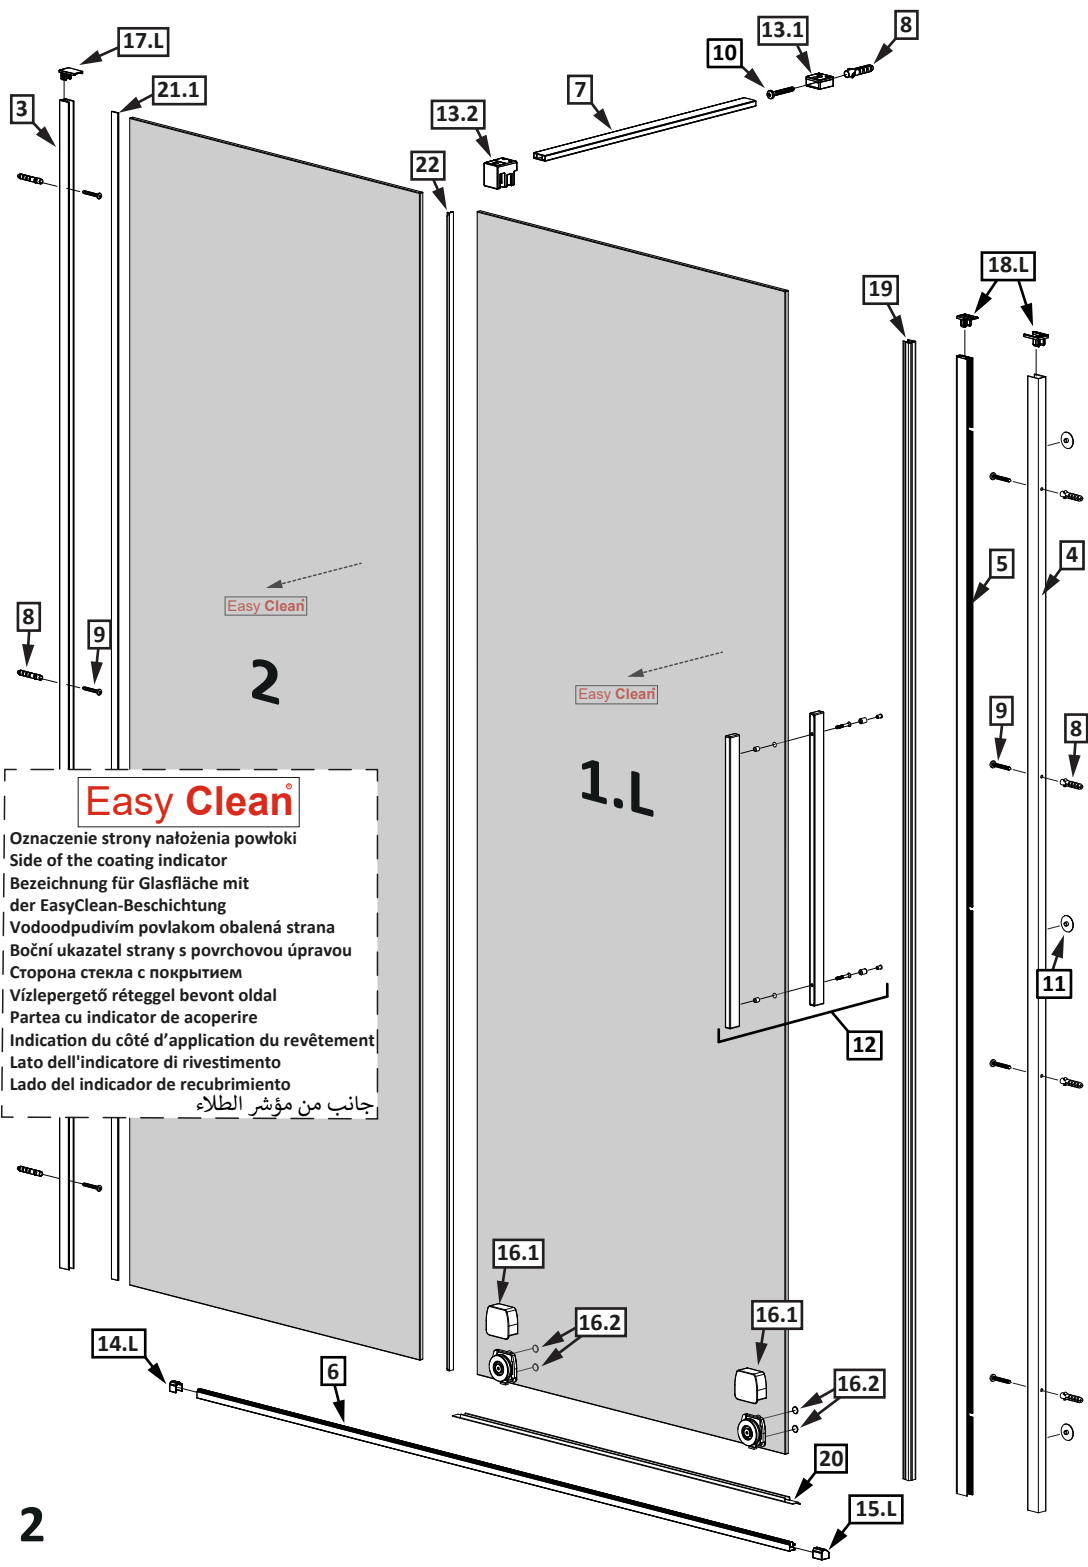 17.L
8
13.1
10
21.1
7
3
13.2
22
18.L
19
4
5
Easy Clean
2
8
9
Easy Clean
9
8
1.L
Easy Clean®
Oznaczenie strony nałożenia powłoki
Side of the coating indicator
Bezeichnung für Glasfläche mit
der EasyClean-Beschichtung
Vodoodpudivím povlakom obalená strana
Boční ukazatel strany s povrchovou úpravou
Сторона стекла с покрытием
Vízlepergető réteggel bevont oldal
Partea cu indicator de acoperire
Indication du côté d’application du revêtement
Lato dell'indicatore di rivestimento
Lado del indicador de recubrimiento
جانب من مؤشر الطلاء
11
12
16.1
16.2
16.1
14.L
6
16.2
20
15.L
2